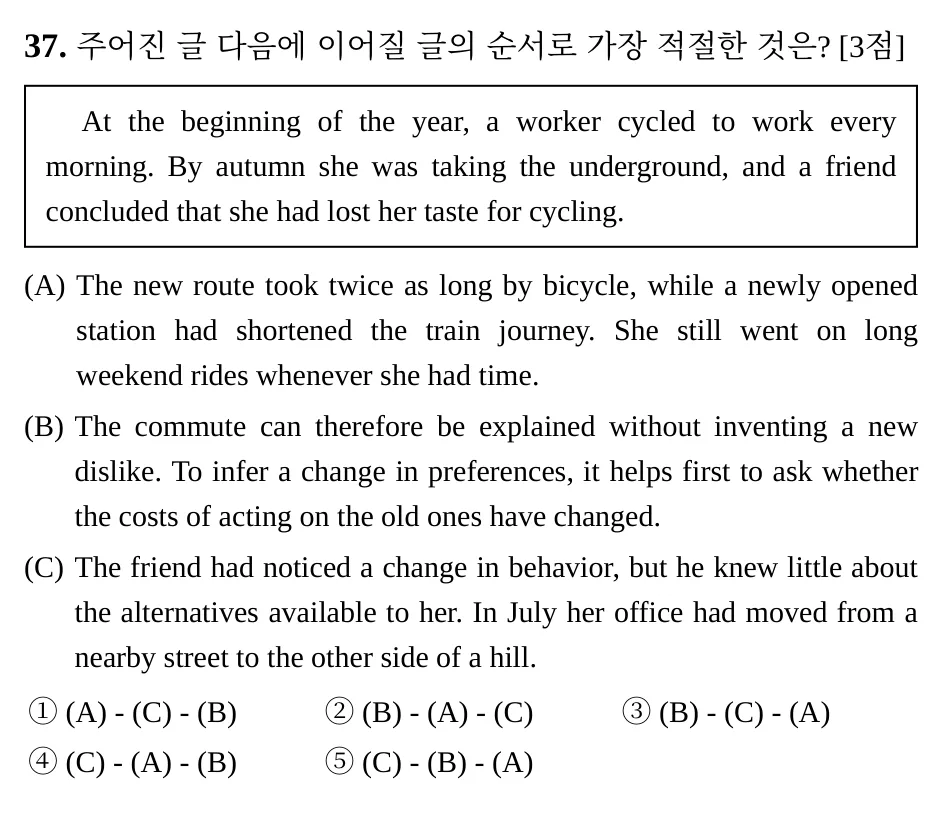 37. 주어진 글 다음에 이어질 글의 순서로 가장 적절한 것은? [3점]
At the beginning of the year, a worker cycled to work every
morning. By autumn she was taking the underground, and a friend
concluded that she had lost her taste for cycling.
(A) The new route took twice as long by bicycle, while a newly opened
station had shortened the train journey. She still went on long
weekend rides whenever she had time.
(B) The commute can therefore be explained without inventing a new
dislike. To infer a change in preferences, it helps first to ask whether
the costs of acting on the old ones have changed.
(C) The friend had noticed a change in behavior, but he knew little about
the alternatives available to her. In July her office had moved from a
nearby street to the other side of a hill.
① (A) - (C) - (B) ② (B) - (A) - (C) ③ (B) - (C) - (A)
④ (C) - (A) - (B) ⑤ (C) - (B) - (A)